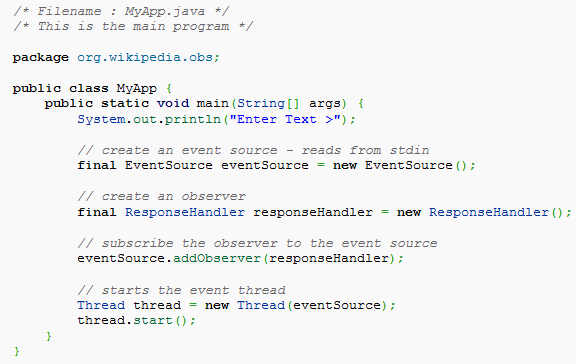 /* Filename : MyApp.java */
/* This is the main program */

package org.wikipedia.obs;

public class MyApp {
    public static void main(String[] args) {
        System.out.println("Enter Text >");

        // create an event source - reads from stdin
        final EventSource eventSource = new EventSource();

        // create an observer
        final ResponseHandler responseHandler = new ResponseHandler();

        // subscribe the observer to the event source
        eventSource.addObserver(responseHandler);

        // starts the event thread
        Thread thread = new Thread(eventSource);
        thread.start();
    }
}